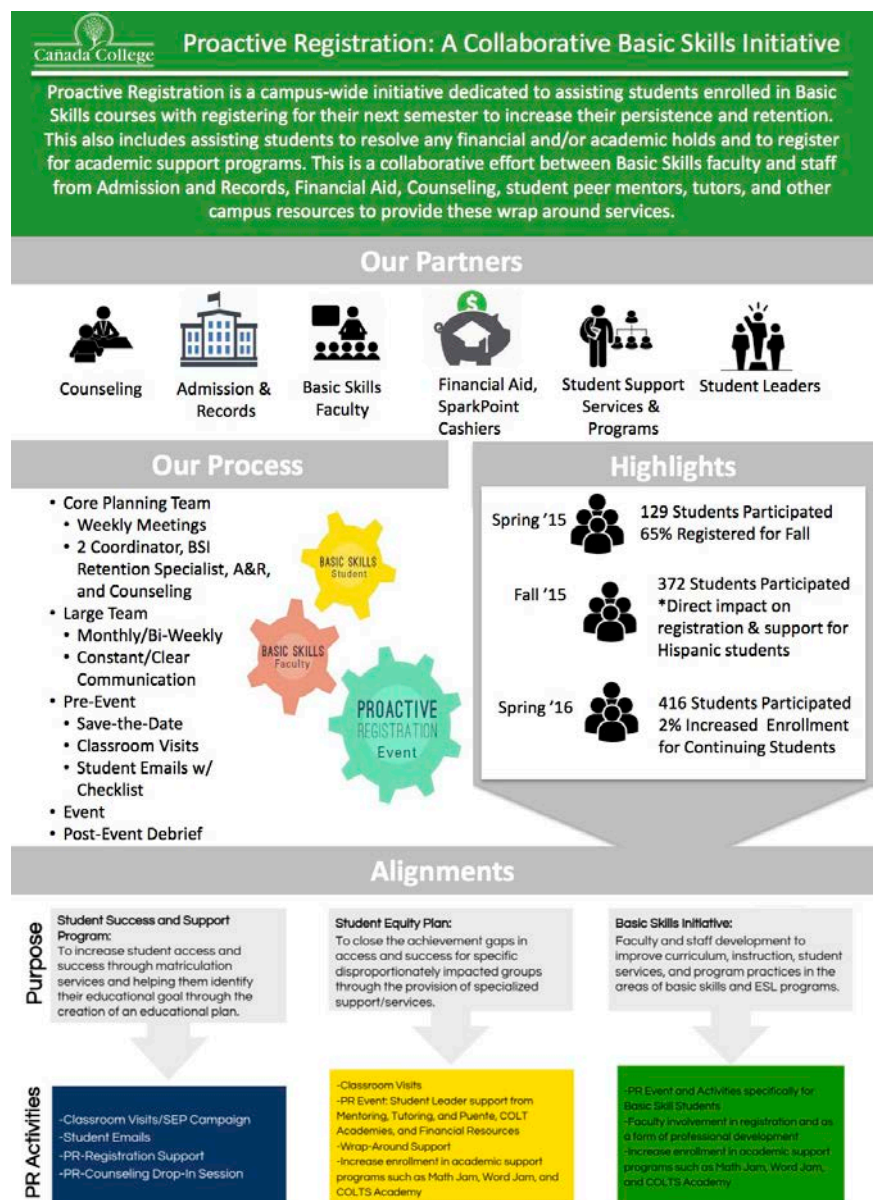 Cañada College
Proactive Registration: A Collaborative Basic Skills Initiative
Proactive Registration is a campus-wide initiative dedicated to assisting students enrolled in Basic
Skills courses with registering for their next semester to increase their persistence and retention.
This also includes assisting students to resolve any financial and/or academic holds and to register
for academic support programs. This is a collaborative effort between Basic Skills faculty and staff
from Admission and Records, Financial Aid, Counseling, student peer mentors, tutors, and other
campus resources to provide these wrap around services.
Our Partners
$
Counseling
Admission &
Records
Basic Skills
Faculty
Financial Aid,
SparkPoint
Cashiers
Student Support
Services &
Programs
Student Leaders
Our Process
• Core Planning Team
• Weekly Meetings
• 2 Coordinator, BSI
Retention Specialist, A&R,
and Counseling
• Large Team
• Monthly/Bi-Weekly
• Constant/Clear
Communication
• Pre-Event
• Save-the-Date
• Classroom Visits
• Student Emails w/
Checklist
• Event
• Post-Event Debrief
BASIC SKILLS
Student
BASIC SKILLS
Faculty
PROACTIVE
REGISTRATION
Event
Highlights
Spring '15
129 Students Participated
65% Registered for Fall
Fall '15
372 Students Participated
*Direct impact on
registration & support for
Hispanic students
Spring '16
416 Students Participated
2% Increased Enrollment
for Continuing Students
Alignments
Purpose
Student Success and Support
Program:
To increase student access and
success through matriculation
services and helping them identify
their educational goal through the
creation of an educational plan.
Student Equity Plan:
To close the achievement gaps in
access and success for specific
disproportionately impacted groups
through the provision of specialized
support/services.
Basic Skills Initiative:
Faculty and staff development to
improve curriculum, instruction, student
services, and program practices in the
areas of basic skills and ESL programs.
PR Activities
-Classroom Visits/SEP Campaign
-Student Emails
-PR-Registration Support
-PR-Counseling Drop-In Session
-Classroom Visits
-PR Event: Student Leader support from
Mentoring, Tutoring, and Puente, COLT
Academies, and Financial Resources
-Wrap-Around Support
-Increase enrollment in academic support
programs such as Math Jam, Word Jam, and
COLTS Academy
-PR Event and Activities specifically for
Basic Skill Students
-Faculty involvement in registration and as
a form of professional development
-Increase enrollment in academic support
programs such as Math Jam, Word Jam,
and COLTS Academy